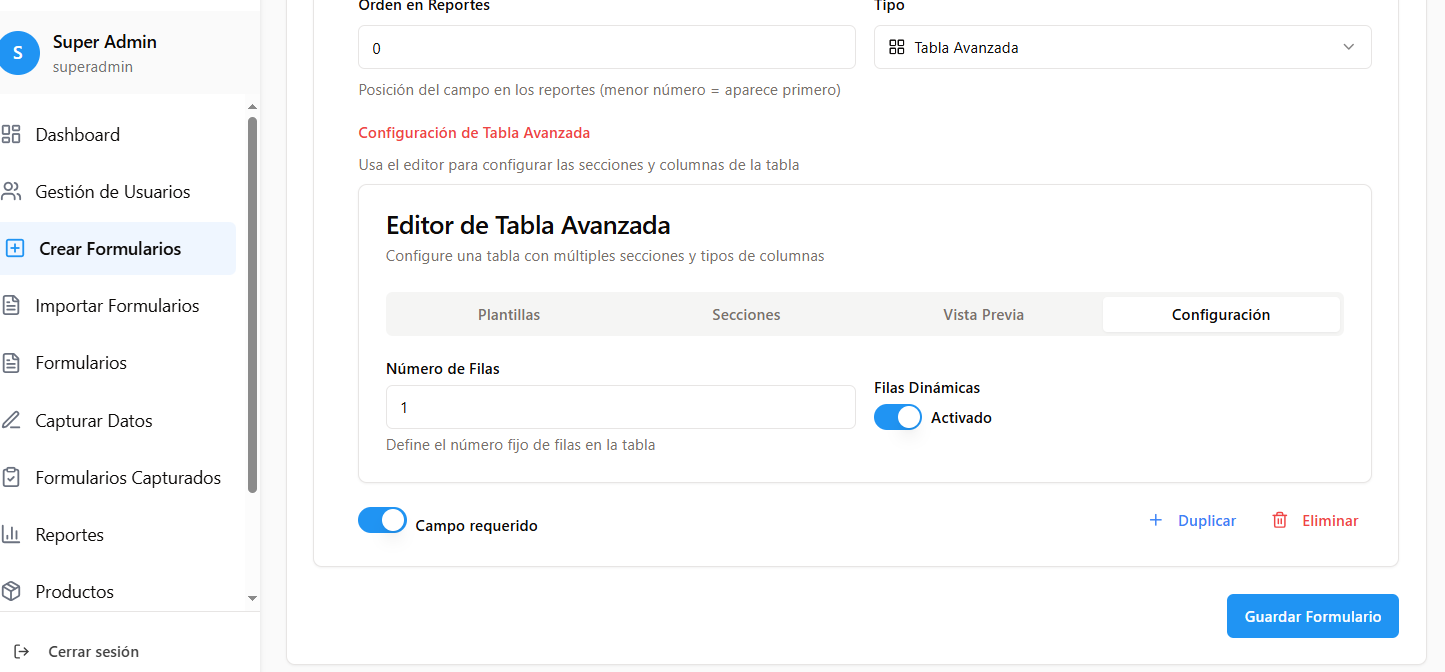 S
Super Admin
superadmin
Dashboard
Gestión de Usuarios
Crear Formularios
Importar Formularios
Formularios
Capturar Datos
Formularios Capturados
Reportes
Productos
Cerrar sesión
Orden en Reportes
Tipo
0
Tabla Avanzada
Posición del campo en los reportes (menor número = aparece primero)
Configuración de Tabla Avanzada
Usa el editor para configurar las secciones y columnas de la tabla
Editor de Tabla Avanzada
Configure una tabla con múltiples secciones y tipos de columnas
Plantillas
Secciones
Vista Previa
Configuración
Número de Filas
1
Define el número fijo de filas en la tabla
Filas Dinámicas
Activado
Campo requerido
Duplicar
Eliminar
Guardar Formulario